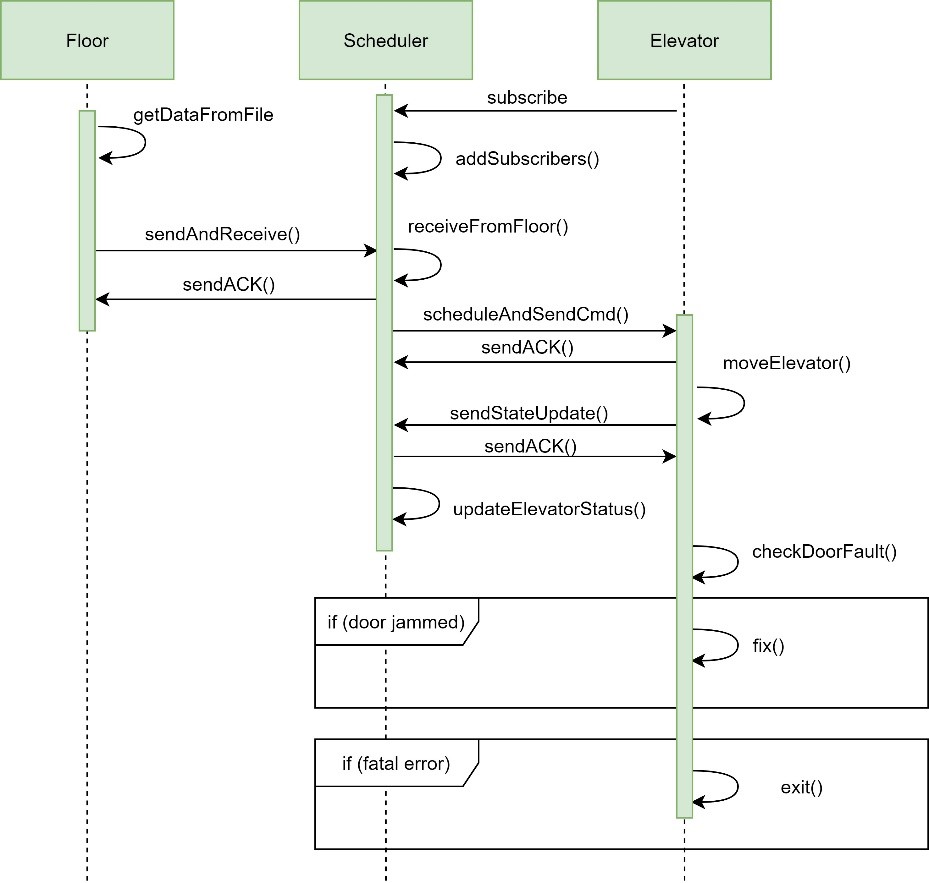 Floor
Scheduler
Elevator
subscribe
getDataFromFile
addSubscribers()
receiveFromFloor()
sendAndReceive()
sendACK()
scheduleAndSendCmd()
sendACK()
moveElevator()
sendStateUpdate()
sendACK()
updateElevatorStatus()
checkDoorFault()
if (door jammed)
fix()
if (fatal error)
exit()